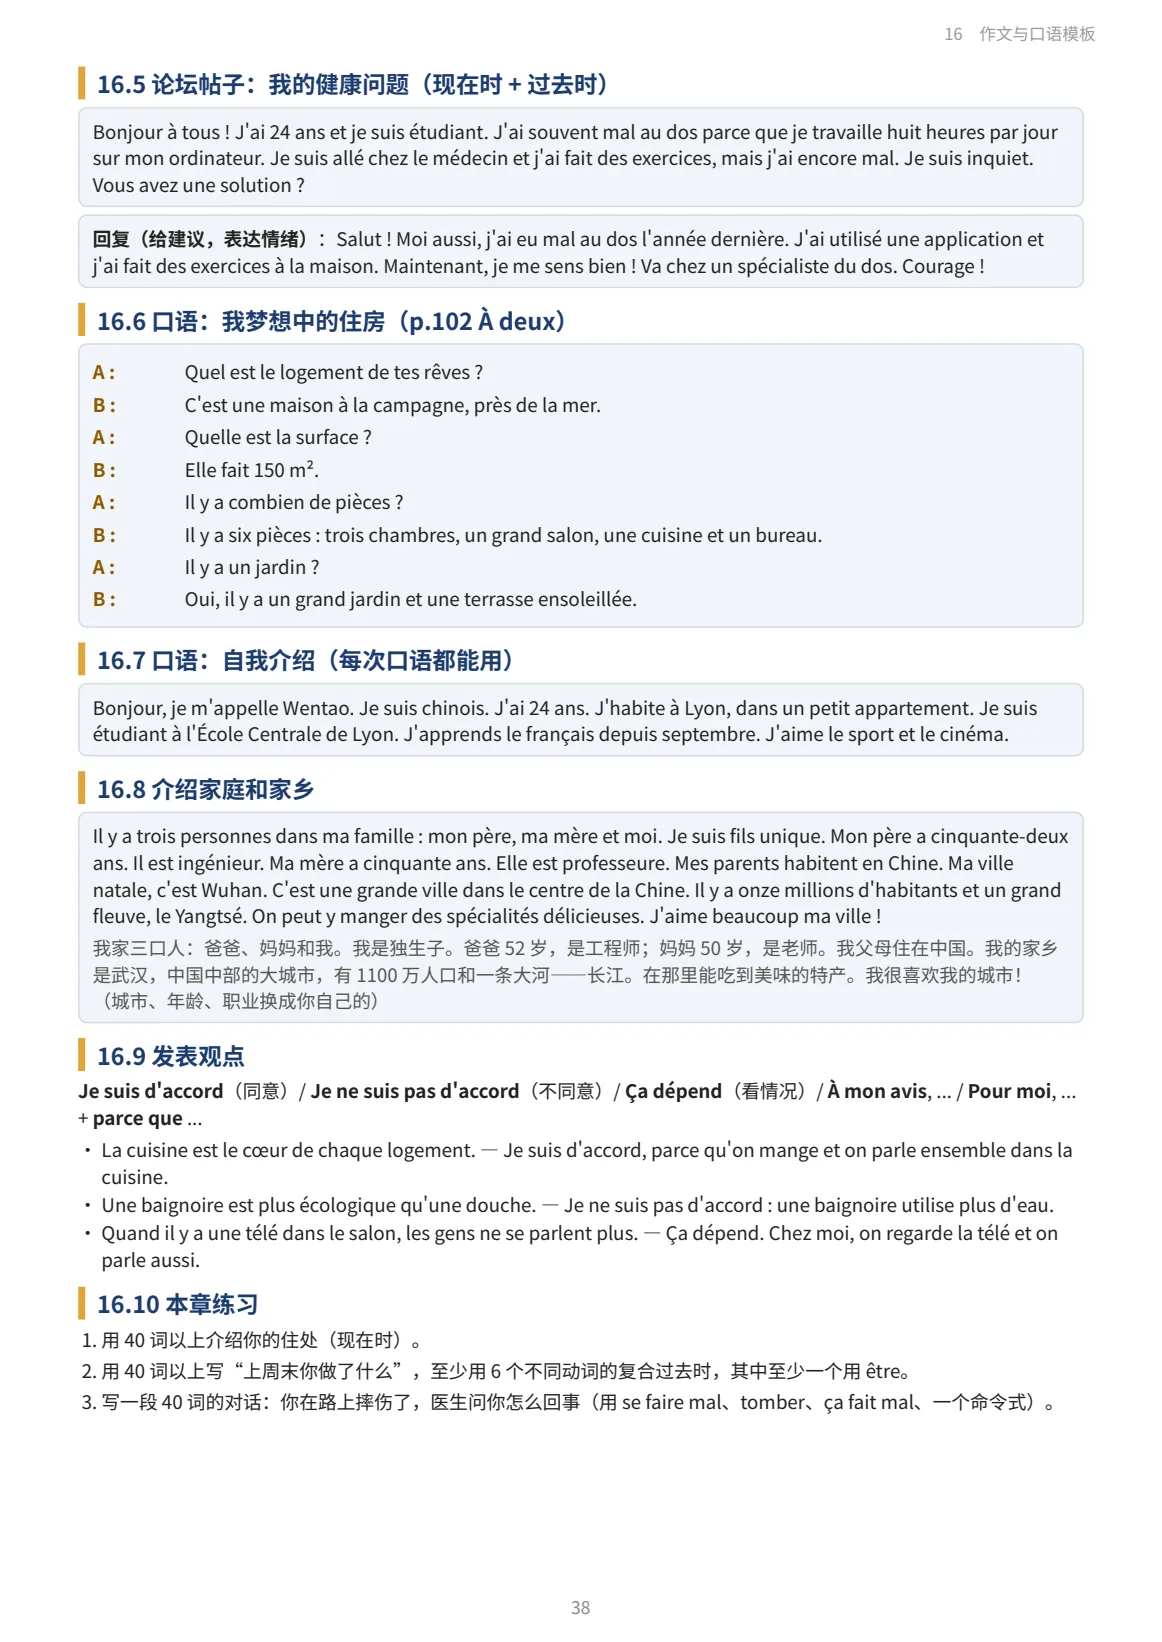 16 作文与口语模板
16.5 论坛帖子：我的健康问题（现在时 + 过去时）
Bonjour à tous ! J'ai 24 ans et je suis étudiant. J'ai souvent mal au dos parce que je travaille huit heures par jour
sur mon ordinateur. Je suis allé chez le médecin et j'ai fait des exercices, mais j'ai encore mal. Je suis inquiet.
Vous avez une solution ?
回复（给建议，表达情绪）：Salut ! Moi aussi, j'ai eu mal au dos l'année dernière. J'ai utilisé une application et
j'ai fait des exercices à la maison. Maintenant, je me sens bien ! Va chez un spécialiste du dos. Courage !
16.6 口语：我梦想中的住房（p.102 À deux）
A : Quel est le logement de tes rêves ?
B : C'est une maison à la campagne, près de la mer.
A : Quelle est la surface ?
B : Elle fait 150 m².
A : Il y a combien de pièces ?
B : Il y a six pièces : trois chambres, un grand salon, une cuisine et un bureau.
A : Il y a un jardin ?
B : Oui, il y a un grand jardin et une terrasse ensoleillée.
16.7 口语：自我介绍（每次口语都能用）
Bonjour, je m'appelle Wentao. Je suis chinois. J'ai 24 ans. J'habite à Lyon, dans un petit appartement. Je suis
étudiant à l'École Centrale de Lyon. J'apprends le français depuis septembre. J'aime le sport et le cinéma.
16.8 介绍家庭和家乡
Il y a trois personnes dans ma famille : mon père, ma mère et moi. Je suis fils unique. Mon père a cinquante-deux
ans. Il est ingénieur. Ma mère a cinquante ans. Elle est professeure. Mes parents habitent en Chine. Ma ville
natale, c'est Wuhan. C'est une grande ville dans le centre de la Chine. Il y a onze millions d'habitants et un grand
fleuve, le Yangtsé. On peut y manger des spécialités délicieuses. J'aime beaucoup ma ville !
我家三口人：爸爸、妈妈和我。我是独生子。爸爸 52 岁，是工程师；妈妈 50 岁，是老师。我父母住在中国。我的家乡
是武汉，中国中部的大城市，有 1100 万人口和一条大河——长江。在那里能吃到美味的特产。我很喜欢我的城市！
（城市、年龄、职业换成你自己的）
16.9 发表观点
Je suis d'accord（同意）/ Je ne suis pas d'accord（不同意）/ Ça dépend（看情况）/ À mon avis, ... / Pour moi, ...
+ parce que ...
• La cuisine est le cœur de chaque logement. — Je suis d'accord, parce qu'on mange et on parle ensemble dans la
cuisine.
• Une baignoire est plus écologique qu'une douche. — Je ne suis pas d'accord : une baignoire utilise plus d'eau.
• Quand il y a une télé dans le salon, les gens ne se parlent plus. — Ça dépend. Chez moi, on regarde la télé et on
parle aussi.
16.10 本章练习
1. 用 40 词以上介绍你的住处（现在时）。
2. 用 40 词以上写“上周末你做了什么”，至少用 6 个不同动词的复合过去时，其中至少一个用 être。
3. 写一段 40 词的对话：你在路上摔伤了，医生问你怎么回事（用 se faire mal、tomber、ça fait mal、一个命令式）。
38